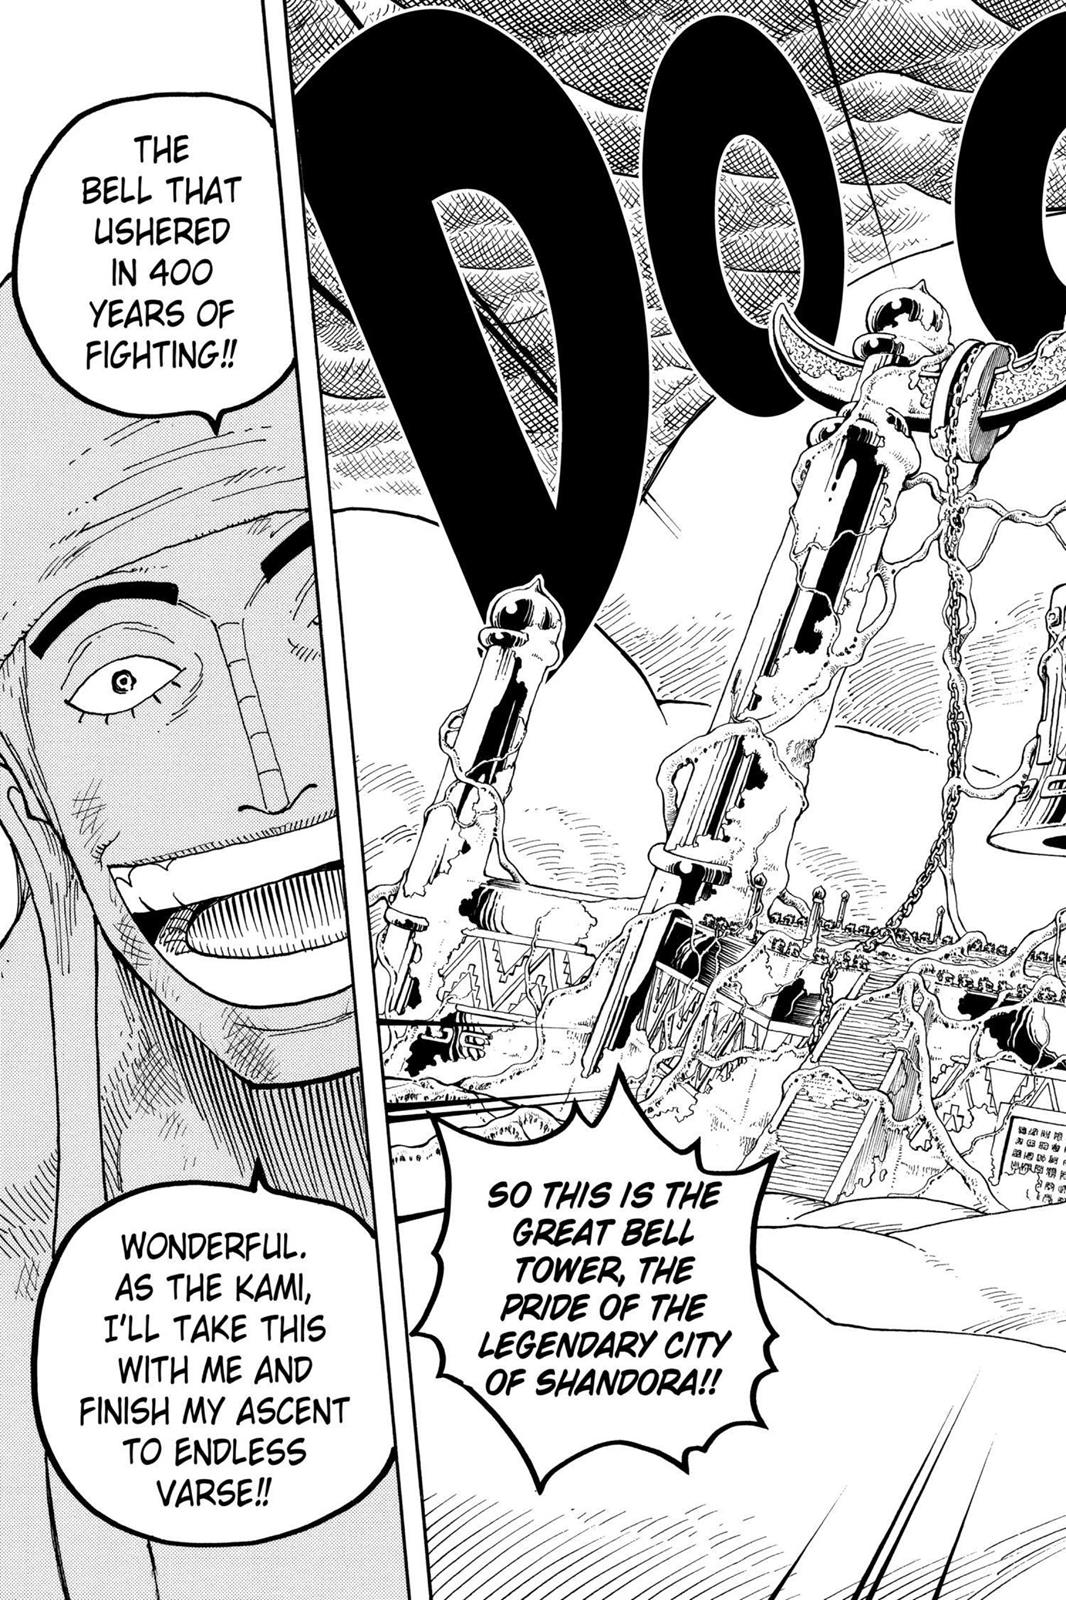 DOO
SO THIS IS THE
GREAT BELL
TOWER, THE
PRIDE OF THE
LEGENDARY CITY
OF SHANDORA!!
THE
BELL THAT
USHERED
IN 400
YEARS OF
FIGHTING!!
WONDERFUL.
AS THE KAMI,
I'LL TAKE THIS
WITH ME AND
FINISH MY ASCENT
TO ENDLESS
VARSE!!